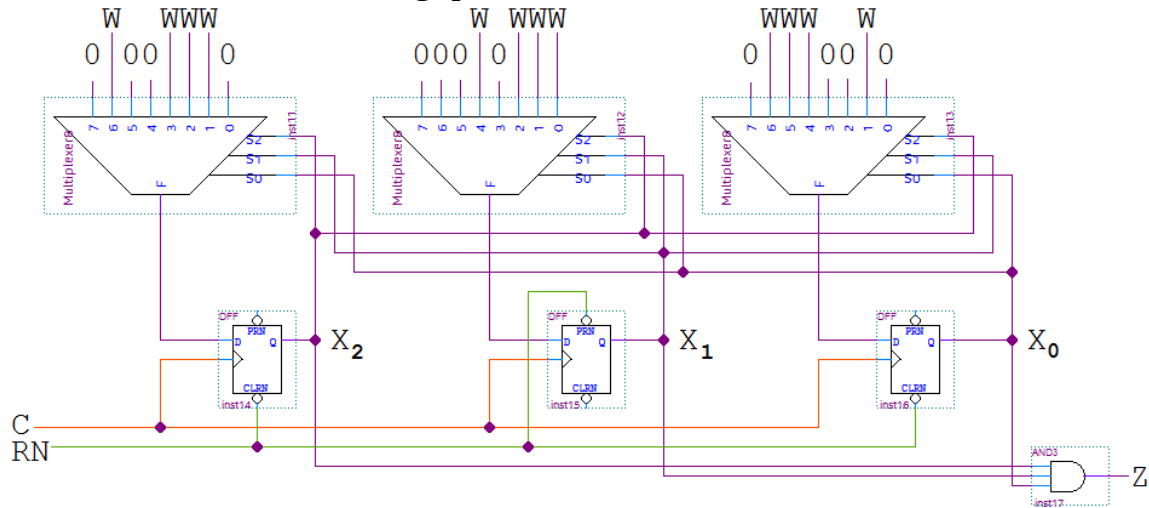 W WWW W WWW WWW W
0 00 0 000 0 0 00 0
7 6 5 4 3 2 1 0 7 6 5 4 3 2 1 0 7 6 5 4 3 2 1 0
Multiplexer8 inst11 Multiplexer8 inst12 Multiplexer8 inst13
S2 S2 S2
S1 S1 S1
S0 S0 S0
F F F
DFF DFF DFF
PRN PRN PRN
D Q X2 D Q X1 D Q X0
CLRN CLRN CLRN
inst14 inst15 inst16
C
RN
AND3
Z
inst17